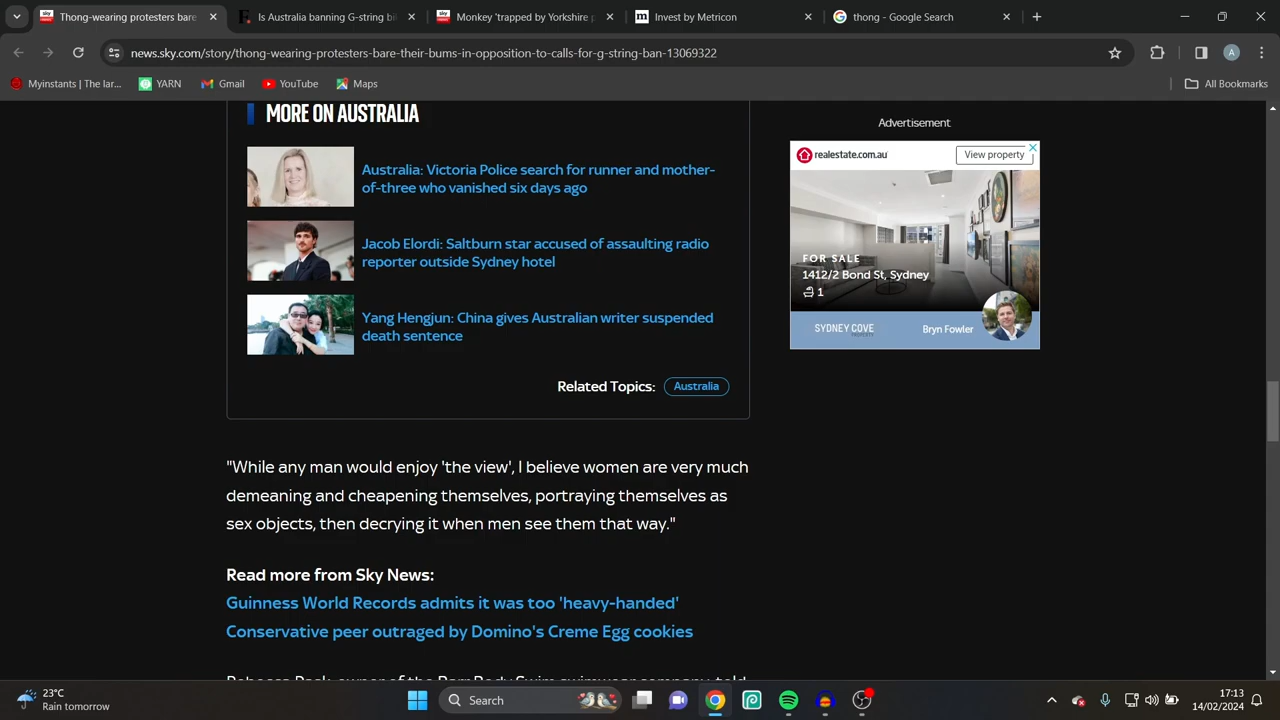 Thong-wearing protesters bare
Is Australia banning G-string bi
Monkey 'trapped by Yorkshire p
Invest by Metricon
thong - Google Search
news.sky.com/story/thong-wearing-protesters-bare-their-bums-in-opposition-to-calls-for-g-string-ban-13069322
A
Myinstants | The lar...
YARN
Gmail
YouTube
Maps
All Bookmarks
MORE ON AUSTRALIA
Australia: Victoria Police search for runner and mother-
of-three who vanished six days ago
Jacob Elordi: Saltburn star accused of assaulting radio
reporter outside Sydney hotel
Yang Hengjun: China gives Australian writer suspended
death sentence
Related Topics:
Australia
Advertisement
realestate.com.au
View property
FOR SALE
1412/2 Bond St, Sydney
1
SYDNEY COVE
Bryn Fowler
"While any man would enjoy 'the view', I believe women are very much
demeaning and cheapening themselves, portraying themselves as
sex objects, then decrying it when men see them that way."
Read more from Sky News:
Guinness World Records admits it was too 'heavy-handed'
Conservative peer outraged by Domino's Creme Egg cookies
23°C
Rain tomorrow
Search
17:13
14/02/2024